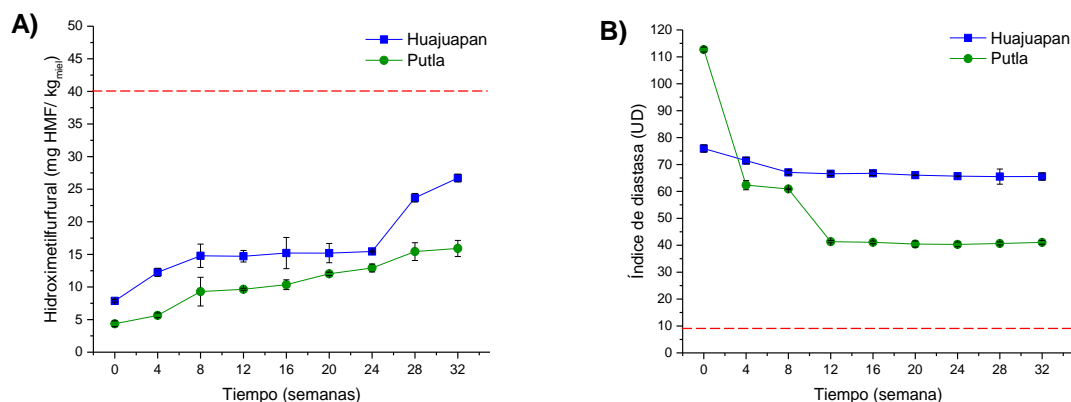 A)
Hidroximetilfurfural (mg HMF/ kg miel)
50
45
40
35
30
25
20
15
10
5
0
Huajuapan
Putla
0 4 8 12 16 20 24 28 32
Tiempo (semanas)
B)
Índice de diastasa (UD)
120
110
100
90
80
70
60
50
40
30
20
10
0
Huajuapan
Putla
0 4 8 12 16 20 24 28 32
Tiempo (semana)